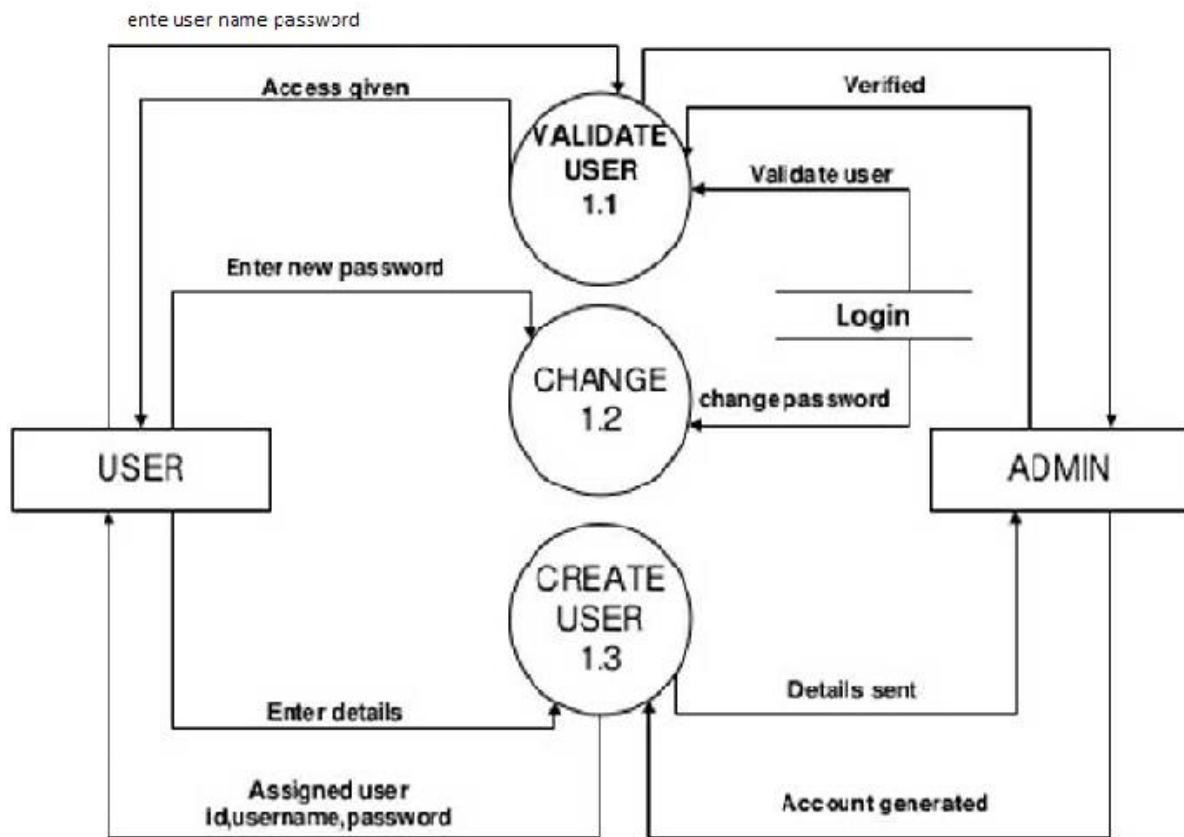 ente user name password
Access given
Verified
VALIDATE
USER
1.1
Validate user
Enter new password
Login
CHANGE
1.2
change password
USER
ADMIN
CREATE
USER
1.3
Details sent
Enter details
Assigned user
Id,username,password
Account generated